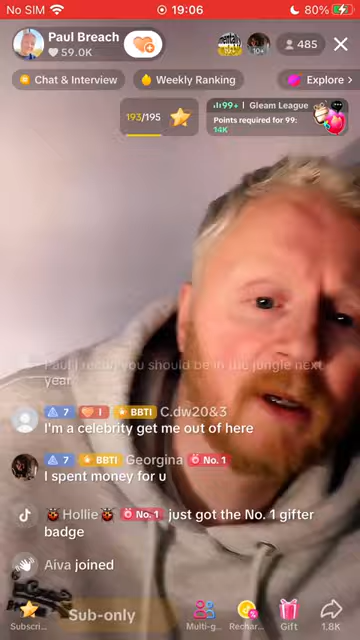 No SIM 19:06 80%
Paul Breach
59.0K
10+ 10+ 485
Chat & Interview Weekly Ranking Explore >
193/195
99+ | Gleam League
Points required for 99:
14K
Paul I recon you should be in the jungle next
year
7 I BBTI C.dw20&3
I'm a celebrity get me out of here
7 BBTI Georgina No. 1
I spent money for u
Hollie No. 1 just got the No. 1 gifter
badge
Aiva joined
Sub-only
Subscri... Multi-g... Rechar... Gift 1.8K